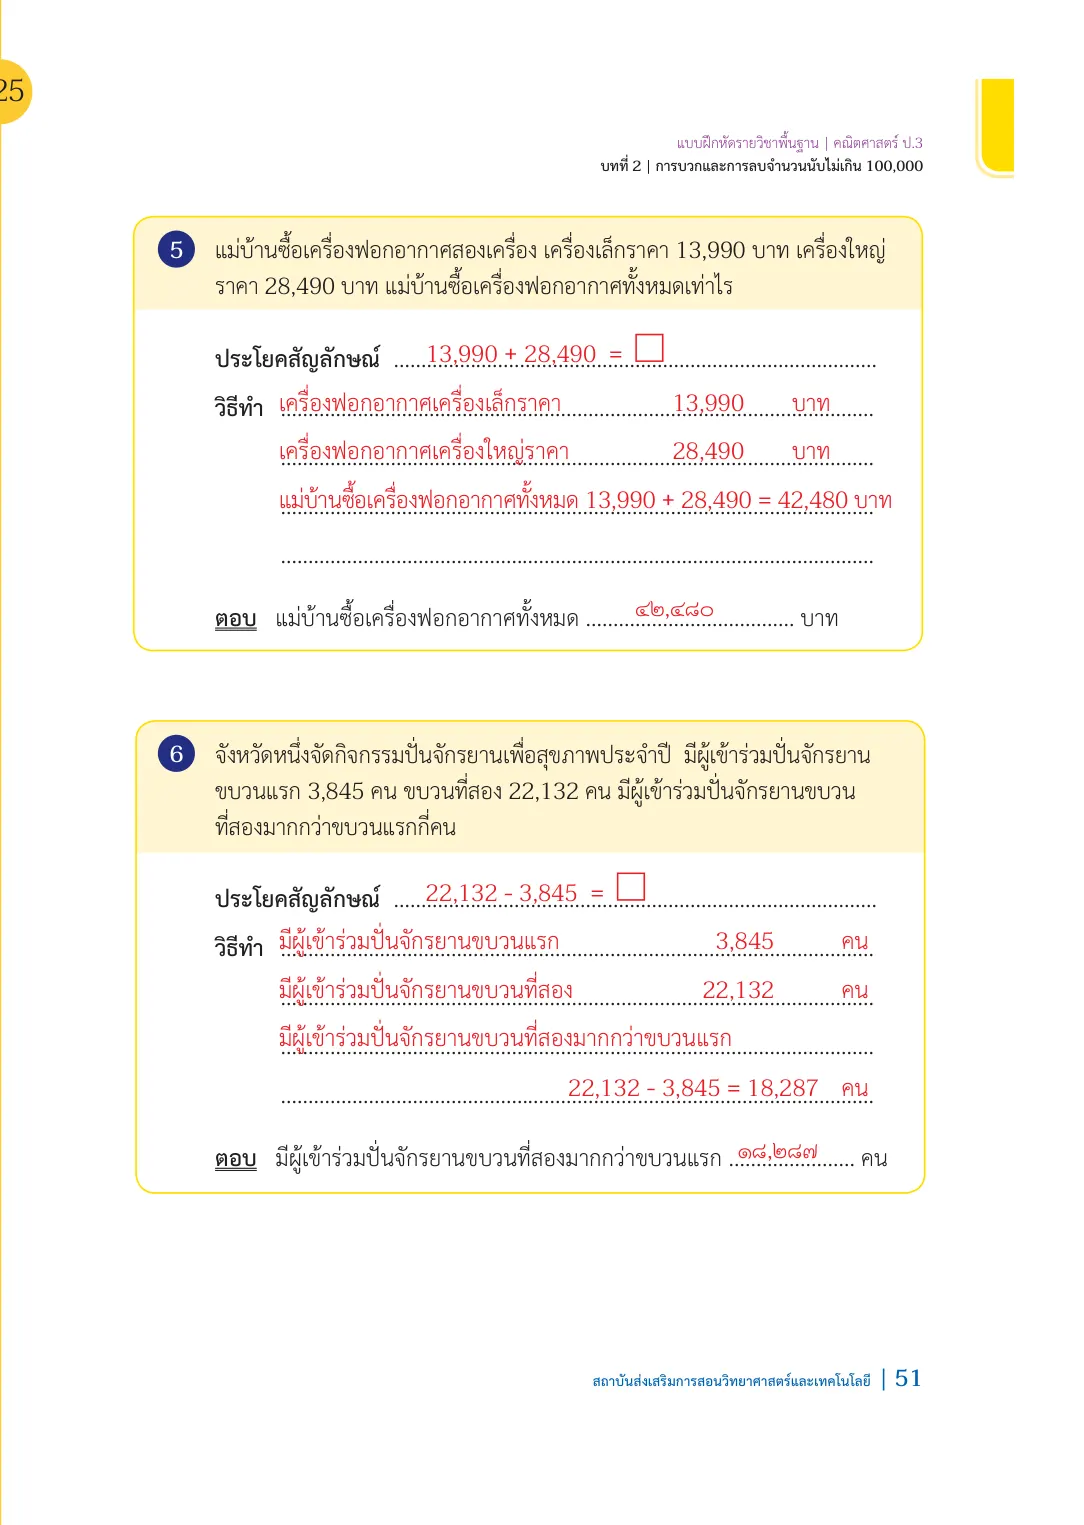 25
แบบฝึกหัดรายวิชาพื้นฐาน | คณิตศาสตร์ ป.3
บทที่ 2 | การบวกและการลบจำนวนนับไม่เกิน 100,000
5 แม่บ้านซื้อเครื่องฟอกอากาศสองเครื่อง เครื่องเล็กราคา 13,990 บาท เครื่องใหญ่
ราคา 28,490 บาท แม่บ้านซื้อเครื่องฟอกอากาศทั้งหมดเท่าไร
ประโยคสัญลักษณ์ 13,990 + 28,490 = □
วิธีทำ เครื่องฟอกอากาศเครื่องเล็กราคา 13,990 บาท
เครื่องฟอกอากาศเครื่องใหญ่ราคา 28,490 บาท
แม่บ้านซื้อเครื่องฟอกอากาศทั้งหมด 13,990 + 28,490 = 42,480 บาท
ตอบ แม่บ้านซื้อเครื่องฟอกอากาศทั้งหมด ๔๒,๔๘๐ บาท
6 จังหวัดหนึ่งจัดกิจกรรมปั่นจักรยานเพื่อสุขภาพประจำปี มีผู้เข้าร่วมปั่นจักรยาน
ขบวนแรก 3,845 คน ขบวนที่สอง 22,132 คน มีผู้เข้าร่วมปั่นจักรยานขบวน
ที่สองมากกว่าขบวนแรกกี่คน
ประโยคสัญลักษณ์ 22,132 - 3,845 = □
วิธีทำ มีผู้เข้าร่วมปั่นจักรยานขบวนแรก 3,845 คน
มีผู้เข้าร่วมปั่นจักรยานขบวนที่สอง 22,132 คน
มีผู้เข้าร่วมปั่นจักรยานขบวนที่สองมากกว่าขบวนแรก
22,132 - 3,845 = 18,287 คน
ตอบ มีผู้เข้าร่วมปั่นจักรยานขบวนที่สองมากกว่าขบวนแรก ๑๘,๒๘๗ คน
สถาบันส่งเสริมการสอนวิทยาศาสตร์และเทคโนโลยี | 51